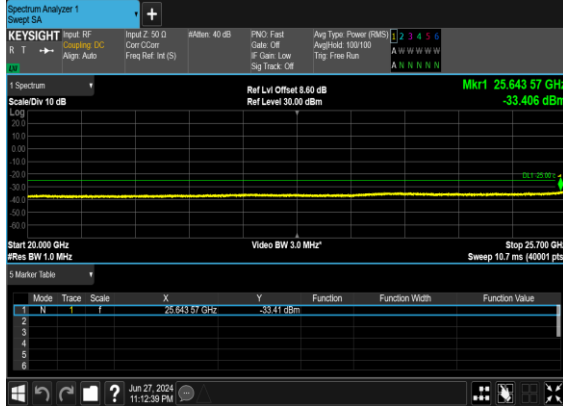 Spectrum Analyzer 1
Swept SA
+
KEYSIGHT Input: RF Input Z: 50 Ω #Atten: 40 dB PNO: Fast Avg Type: Power (RMS) 1 2 3 4 5 6
R T Coupling: DC Corr CCorr Gate: Off Avg|Hold: 100/100 A W W W W W
Align: Auto Freq Ref: Int (S) IF Gain: Low Trig: Free Run
Sig Track: Off A N N N N N
1 Spectrum Ref Lvl Offset 8.60 dB Mkr1 25.643 57 GHz
Scale/Div 10 dB Ref Level 30.00 dBm -33.406 dBm
Log
20.0
10.0
0.00
-10.0
-20.0
-30.0
-40.0
-50.0
-60.0
Start 20.000 GHz Video BW 3.0 MHz* Stop 25.700 GHz
#Res BW 1.0 MHz Sweep 10.7 ms (40001 pts)
5 Marker Table
Mode Trace Scale X Y Function Function Width Function Value
1 N 1 f 25.643 57 GHz -33.41 dBm
2
3
4
5
6
? Jun 27, 2024
11:12:39 PM